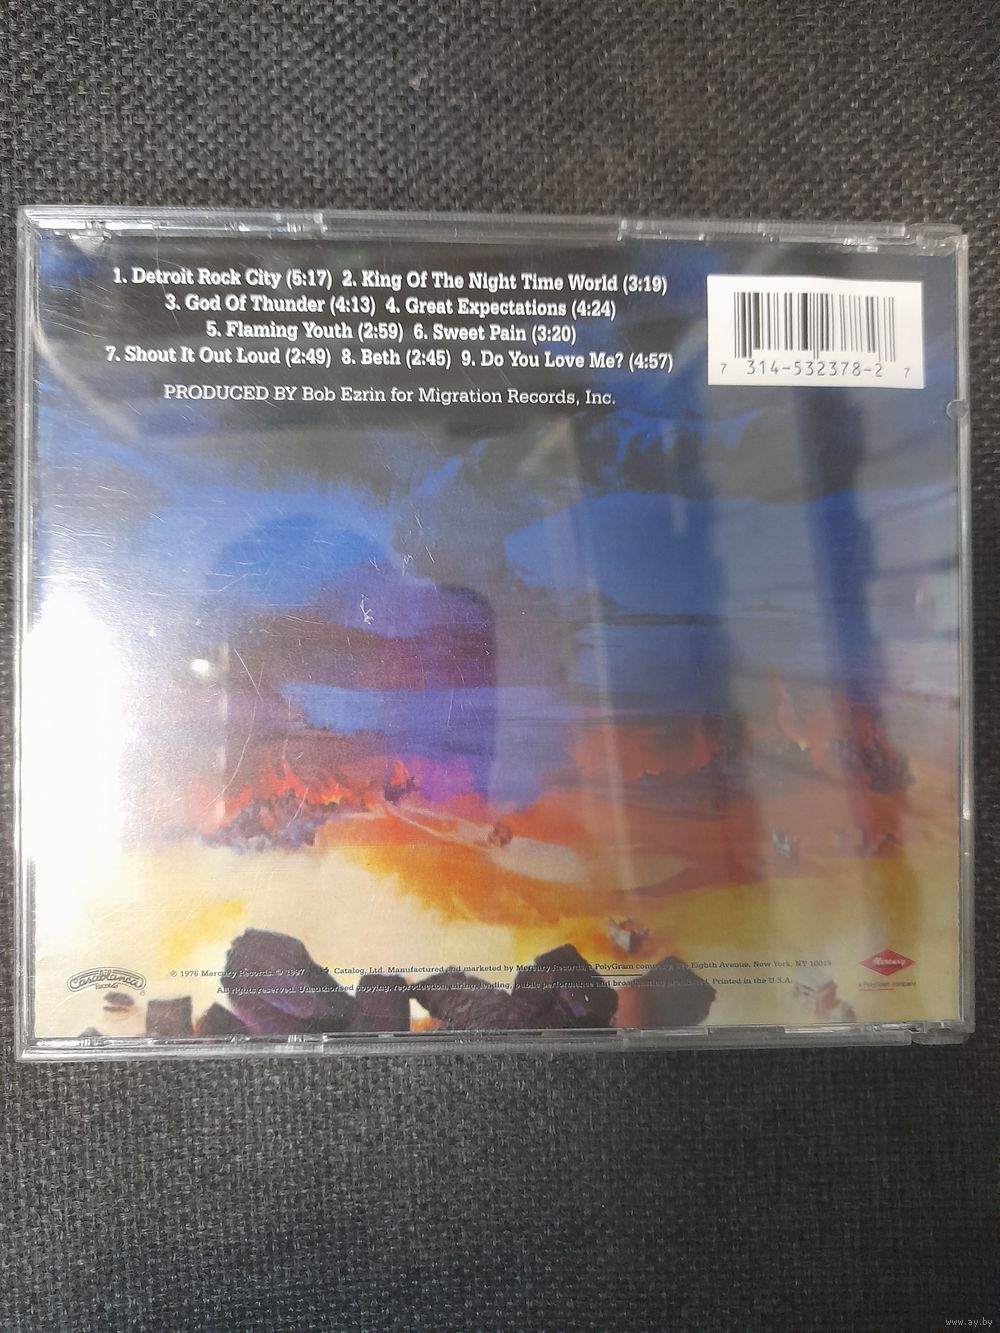 1. Detroit Rock City (5:17) 2. King Of The Night Time World (3:19)
3. God Of Thunder (4:13) 4. Great Expectations (4:24)
5. Flaming Youth (2:59) 6. Sweet Pain (3:20)
7. Shout It Out Loud (2:49) 8. Beth (2:45) 9. Do You Love Me? (4:57)
PRODUCED BY Bob Ezrin for Migration Records, Inc.
7 314-532378-2 7
Casablanca
Records
℗ 1976 Mercury Records. © 1997 Catalog, Ltd. Manufactured and marketed by Mercury Records, a PolyGram company, Eighth Avenue, New York, NY 10019
All rights reserved. Unauthorised copying, reproduction, hiring, lending, public performance and broadcasting prohibited. Printed in the U.S.A.
Mercury
a PolyGram company
www.ay.by